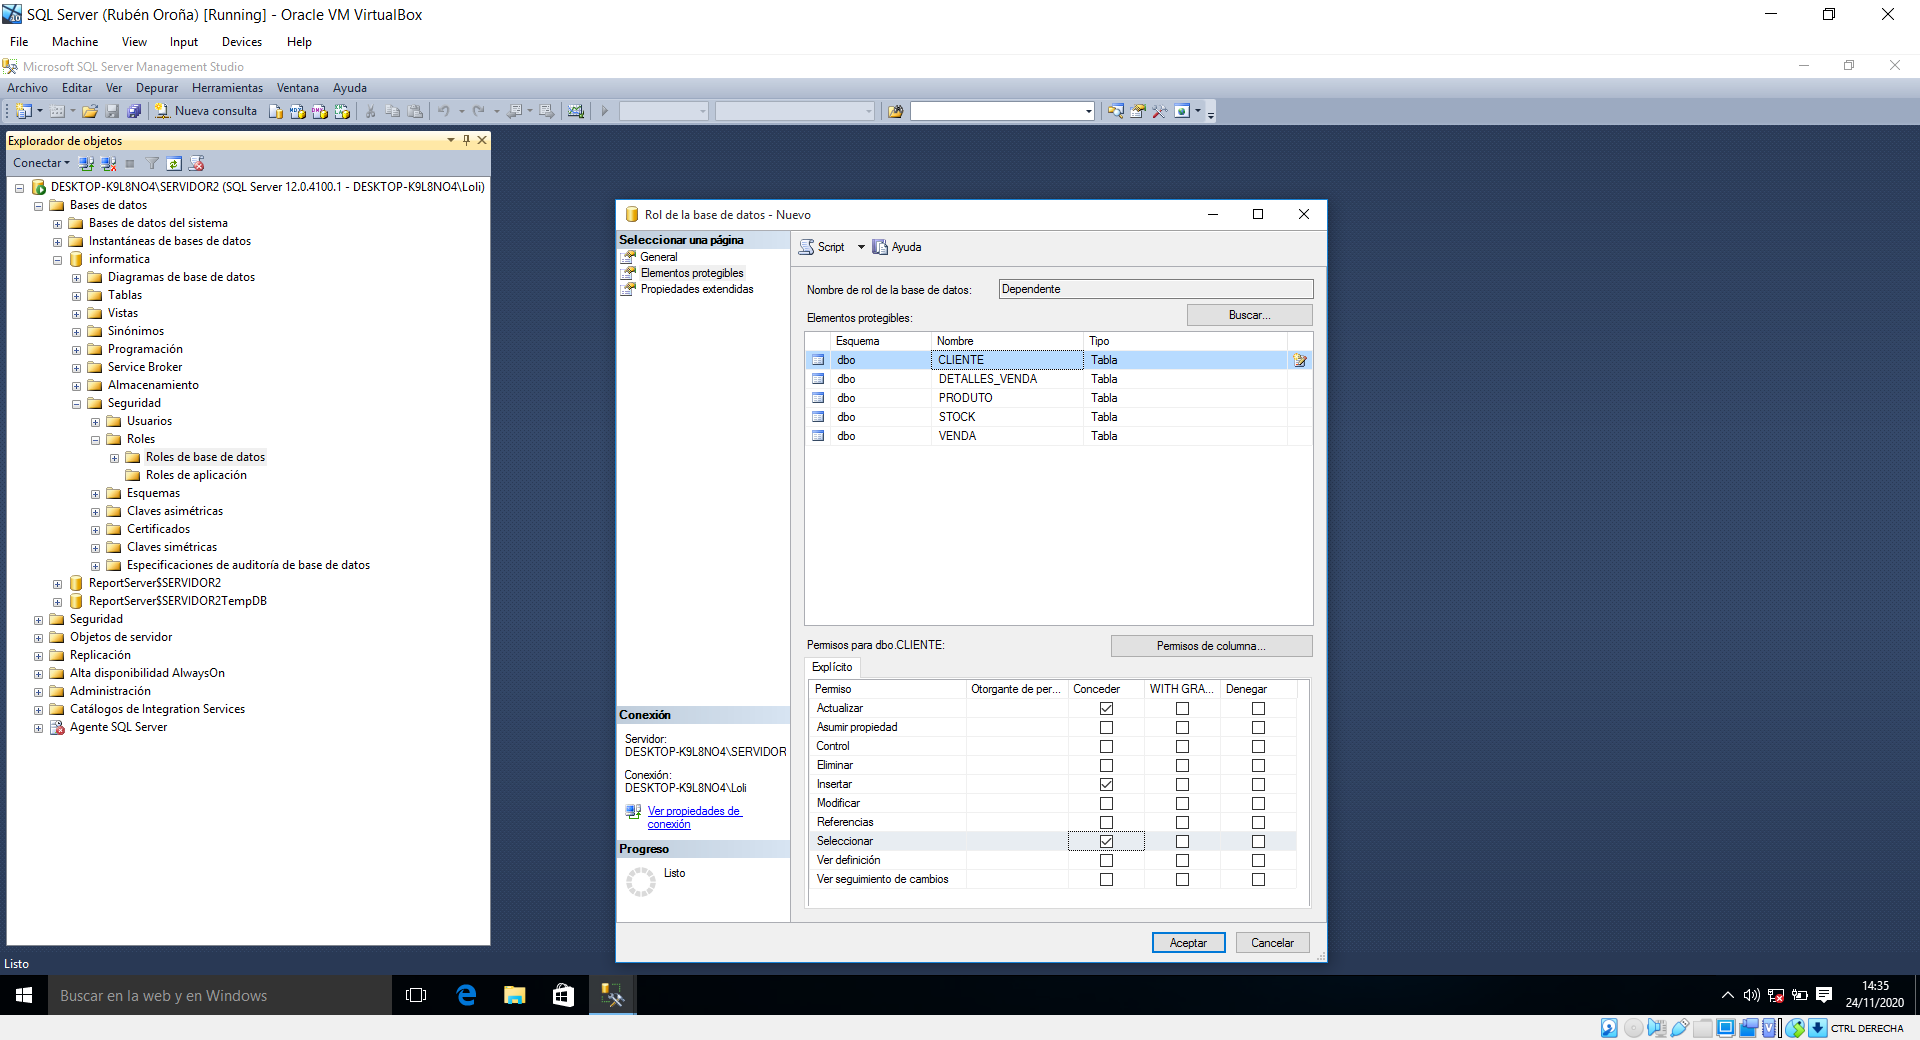 SQL Server (Rubén Oroña) [Running] - Oracle VM VirtualBox
File Machine View Input Devices Help
Microsoft SQL Server Management Studio
Archivo Editar Ver Depurar Herramientas Ventana Ayuda
Nueva consulta
Explorador de objetos
Conectar
DESKTOP-K9L8NO4\SERVIDOR2 (SQL Server 12.0.4100.1 - DESKTOP-K9L8NO4\Loli)
Bases de datos
Bases de datos del sistema
Instantáneas de bases de datos
informatica
Diagramas de base de datos
Tablas
Vistas
Sinónimos
Programación
Service Broker
Almacenamiento
Seguridad
Usuarios
Roles
Roles de base de datos
Roles de aplicación
Esquemas
Claves asimétricas
Certificados
Claves simétricas
Especificaciones de auditoría de base de datos
ReportServer$SERVIDOR2
ReportServer$SERVIDOR2TempDB
Seguridad
Objetos de servidor
Replicación
Alta disponibilidad AlwaysOn
Administración
Catálogos de Integration Services
Agente SQL Server
Rol de la base de datos - Nuevo
Seleccionar una página
General
Elementos protegibles
Propiedades extendidas
Conexión
Servidor:
DESKTOP-K9L8NO4\SERVIDOR
Conexión:
DESKTOP-K9L8NO4\Loli
Ver propiedades de
conexión
Progreso
Listo
Script Ayuda
Nombre de rol de la base de datos: Dependente
Elementos protegibles: Buscar...
Esquema Nombre Tipo
dbo CLIENTE Tabla
dbo DETALLES_VENDA Tabla
dbo PRODUTO Tabla
dbo STOCK Tabla
dbo VENDA Tabla
Permisos para dbo.CLIENTE: Permisos de columna...
Explícito
Permiso Otorgante de per... Conceder WITH GRA... Denegar
Actualizar
Asumir propiedad
Control
Eliminar
Insertar
Modificar
Referencias
Seleccionar
Ver definición
Ver seguimiento de cambios
Aceptar Cancelar
Listo
Buscar en la web y en Windows
14:35
24/11/2020
CTRL DERECHA